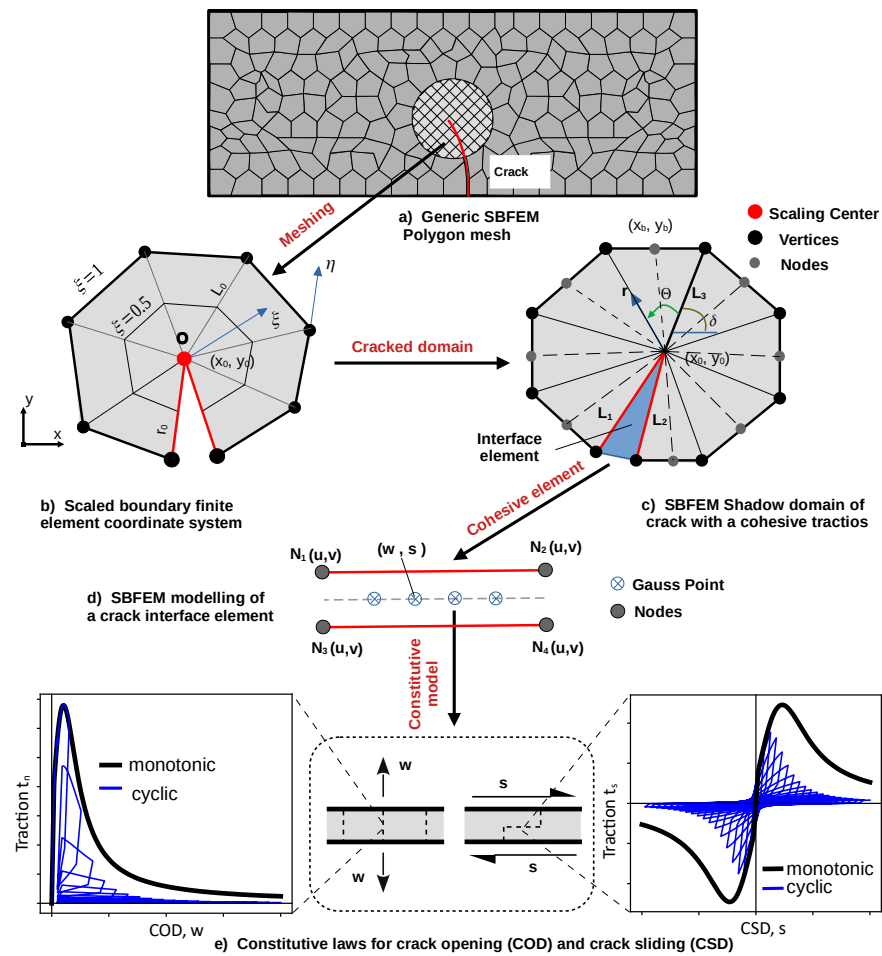 Crack
a) Generic SBFEM
Polygon mesh
Meshing
ξ=1
ξ=0.5
L₀
η
ξ
O
(x₀, y₀)
r₀
y
x
b) Scaled boundary finite
element coordinate system
Cracked domain
(x_b, y_b)
Scaling Center
Vertices
Nodes
r
Θ
L₃
δ
(x₀, y₀)
L₁
L₂
Interface
element
c) SBFEM Shadow domain of
crack with a cohesive tractios
Cohesive element
N₁(u,v)
(w , s )
N₂(u,v)
d) SBFEM modelling of
a crack interface element
Gauss Point
Nodes
N₃(u,v)
N₄(u,v)
Constitutive
model
Traction tₙ
monotonic
cyclic
COD, w
w
w
s
s
Traction tₛ
monotonic
cyclic
CSD, s
e) Constitutive laws for crack opening (COD) and crack sliding (CSD)